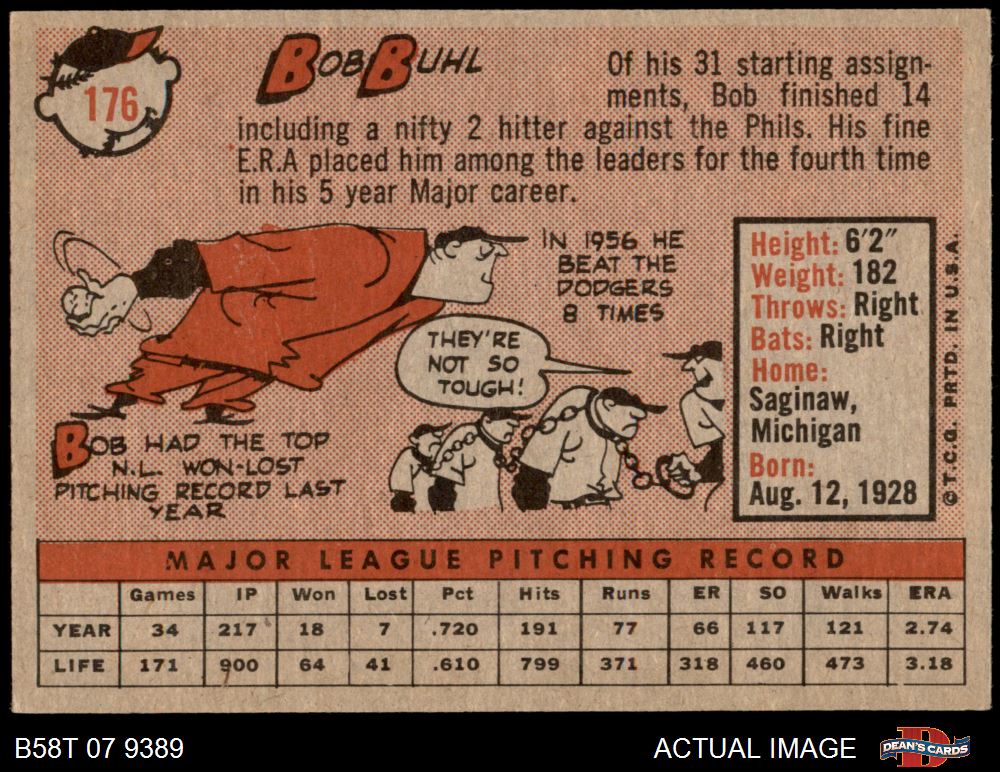 176
BOB BUHL
Of his 31 starting assign-
ments, Bob finished 14
including a nifty 2 hitter against the Phils. His fine
E.R.A placed him among the leaders for the fourth time
in his 5 year Major career.
IN 1956 HE
BEAT THE
DODGERS
8 TIMES
THEY'RE
NOT SO
TOUGH!
BOB HAD THE TOP
N.L. WON-LOST
PITCHING RECORD LAST
YEAR
Height: 6'2"
Weight: 182
Throws: Right
Bats: Right
Home:
Saginaw,
Michigan
Born:
Aug. 12, 1928
© T.C.G. PRTD. IN U.S.A.
MAJOR LEAGUE PITCHING RECORD
Games IP Won Lost Pct Hits Runs ER SO Walks ERA
YEAR 34 217 18 7 .720 191 77 66 117 121 2.74
LIFE 171 900 64 41 .610 799 371 318 460 473 3.18
B58T 07 9389
ACTUAL IMAGE
D
DEAN'S CARDS